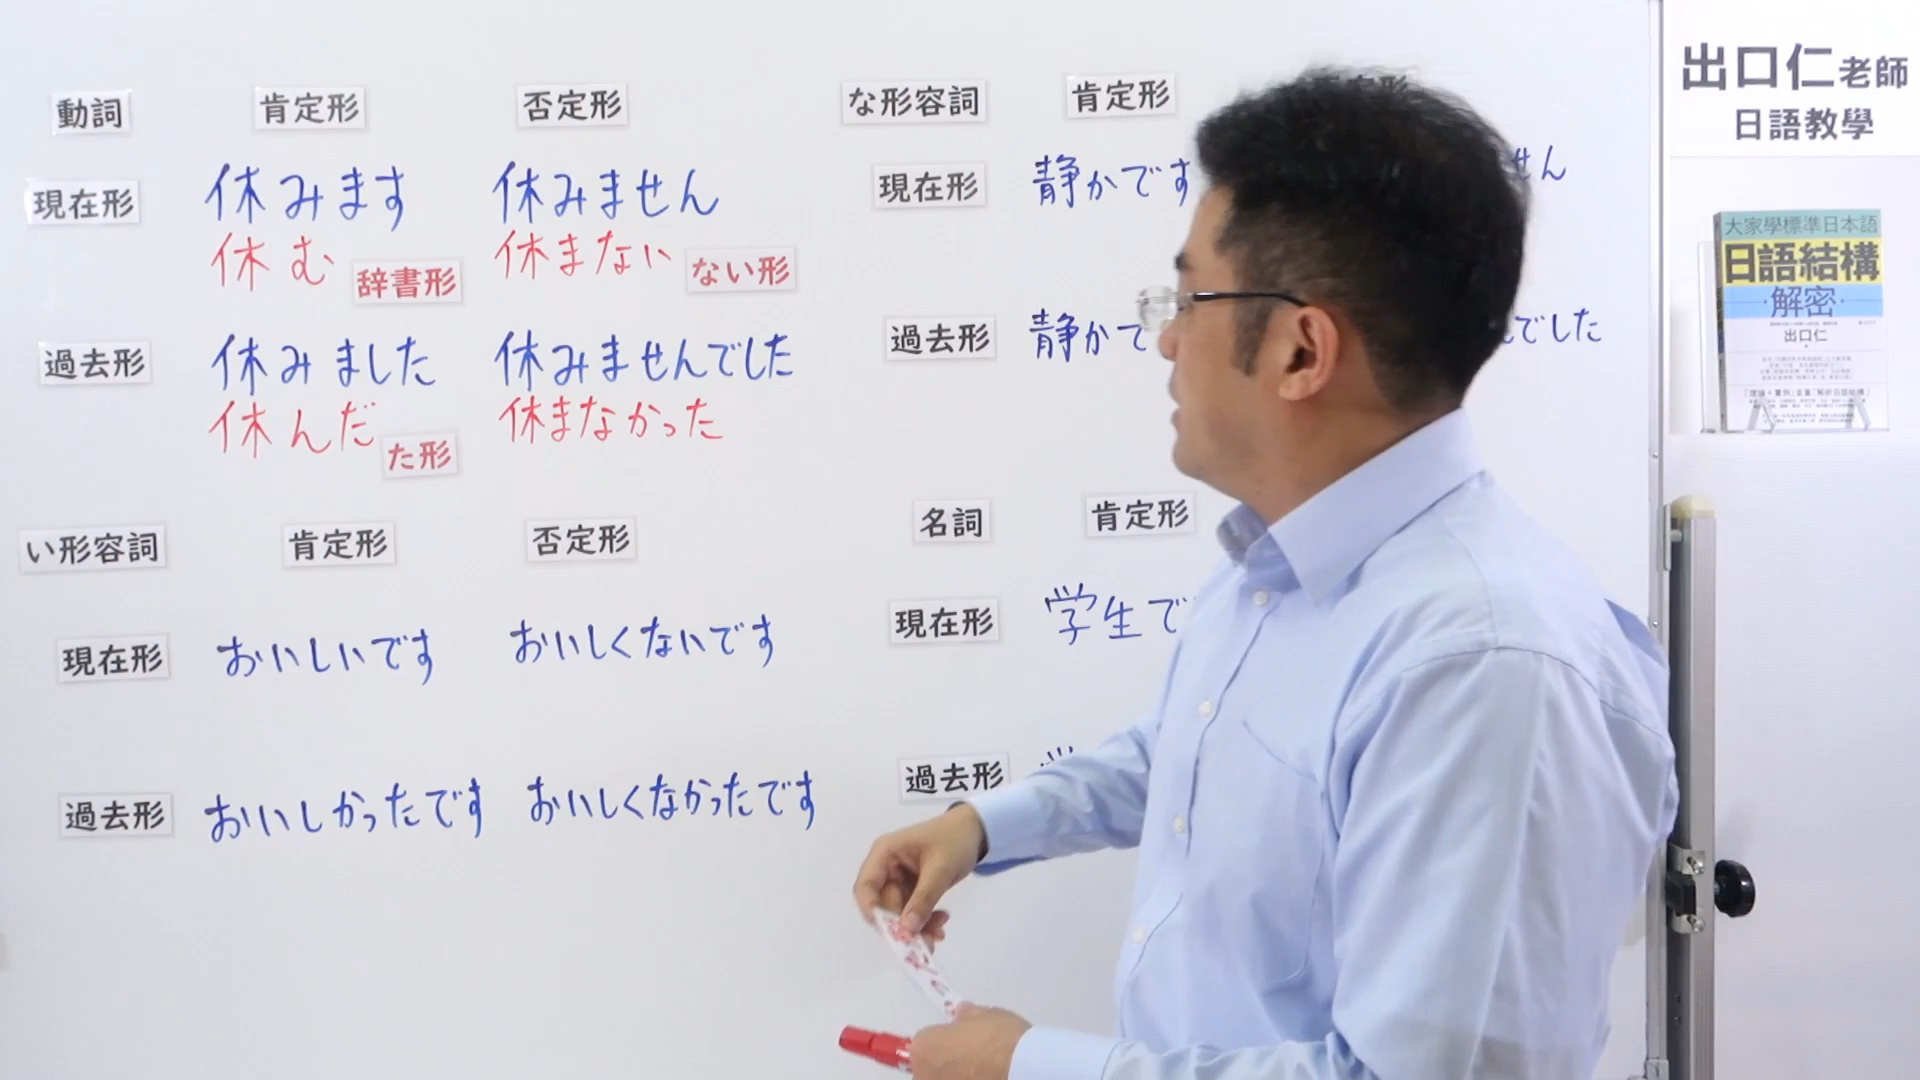 動詞 肯定形 否定形
現在形 休みます 休みません
休む 辞書形 休まない ない形
過去形 休みました 休みませんでした
休んだ た形 休まなかった
い形容詞 肯定形 否定形
現在形 おいしいです おいしくないです
過去形 おいしかったです おいしくなかったです
な形容詞 肯定形
現在形 静かです せん
過去形 静かで でした
名詞 肯定形
現在形 学生で
過去形
出口仁老師
日語教學
大家學標準日本語
日語結構
·解密·
出口仁